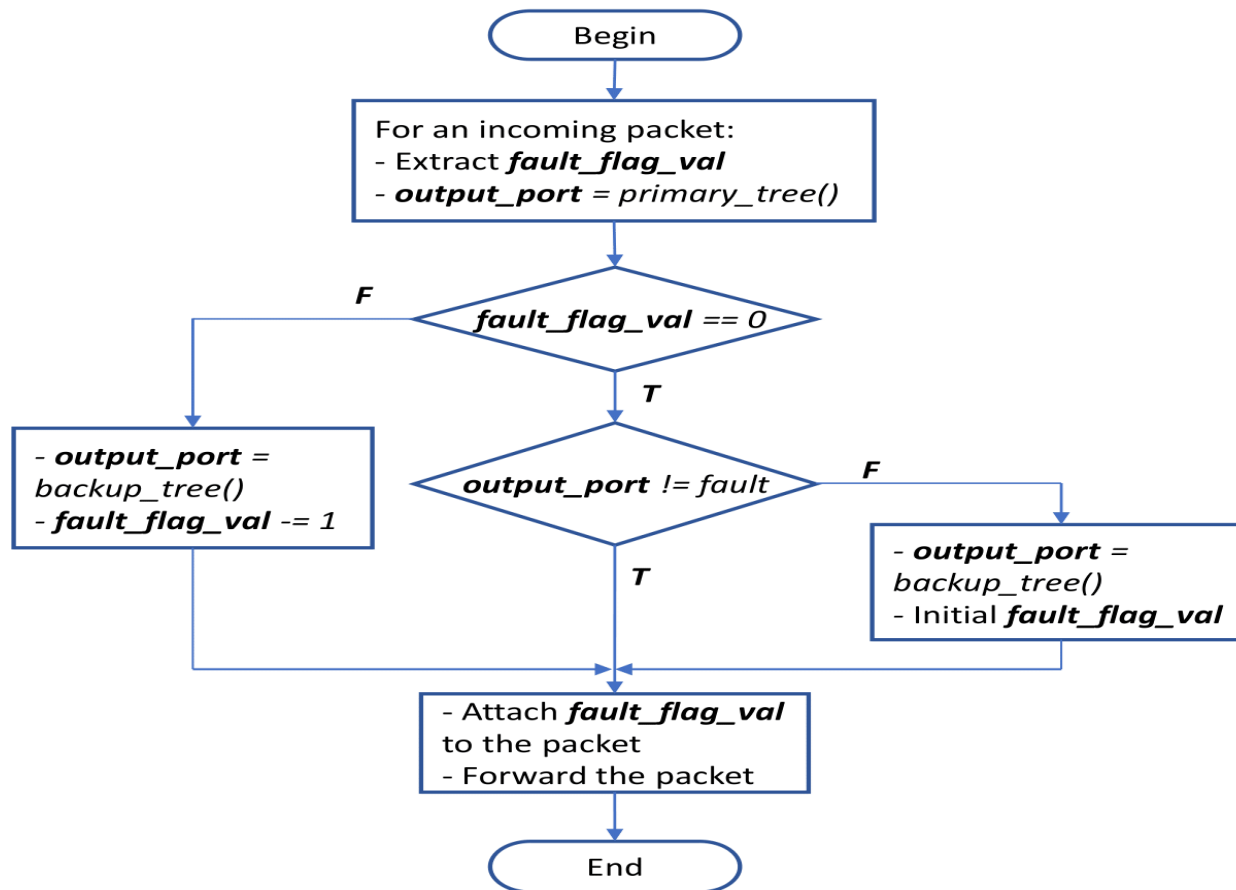 Begin
For an incoming packet:
- Extract fault_flag_val
- output_port = primary_tree()
F
fault_flag_val == 0
T
- output_port =
backup_tree()
- fault_flag_val -= 1
output_port != fault
F
T
- output_port =
backup_tree()
- Initial fault_flag_val
- Attach fault_flag_val
to the packet
- Forward the packet
End